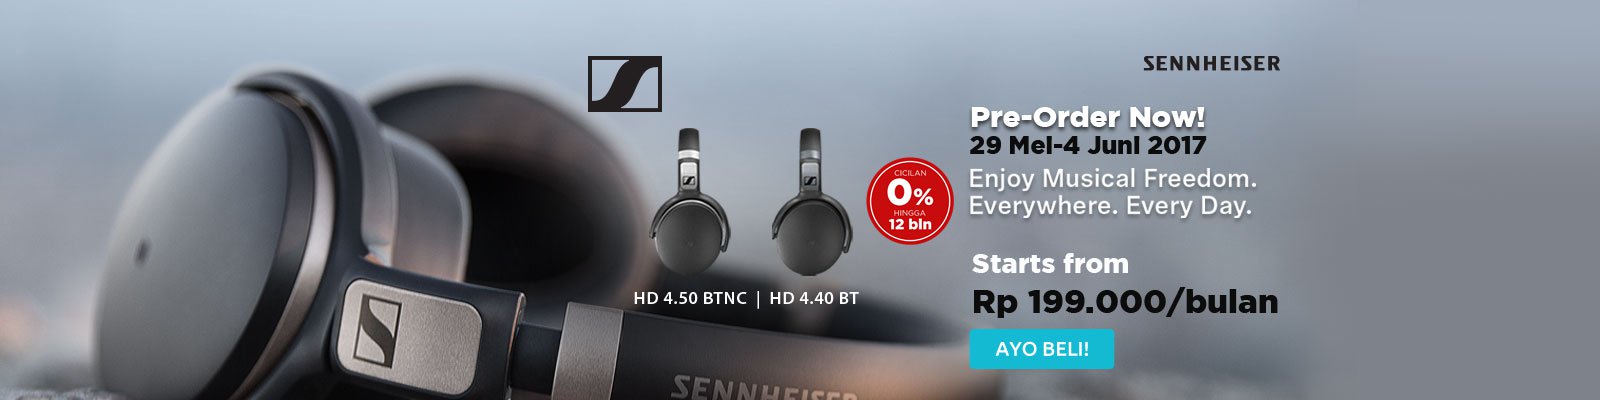 SENNHEISER
Pre-Order Now!
29 MeI-4 JunI 2017
Enjoy Musical Freedom.
Everywhere. Every Day.
CICILAN
0%
HINGGA
12 bln
HD 4.50 BTNC | HD 4.40 BT
Starts from
Rp 199.000/bulan
AYO BELI!
SENNHEISER